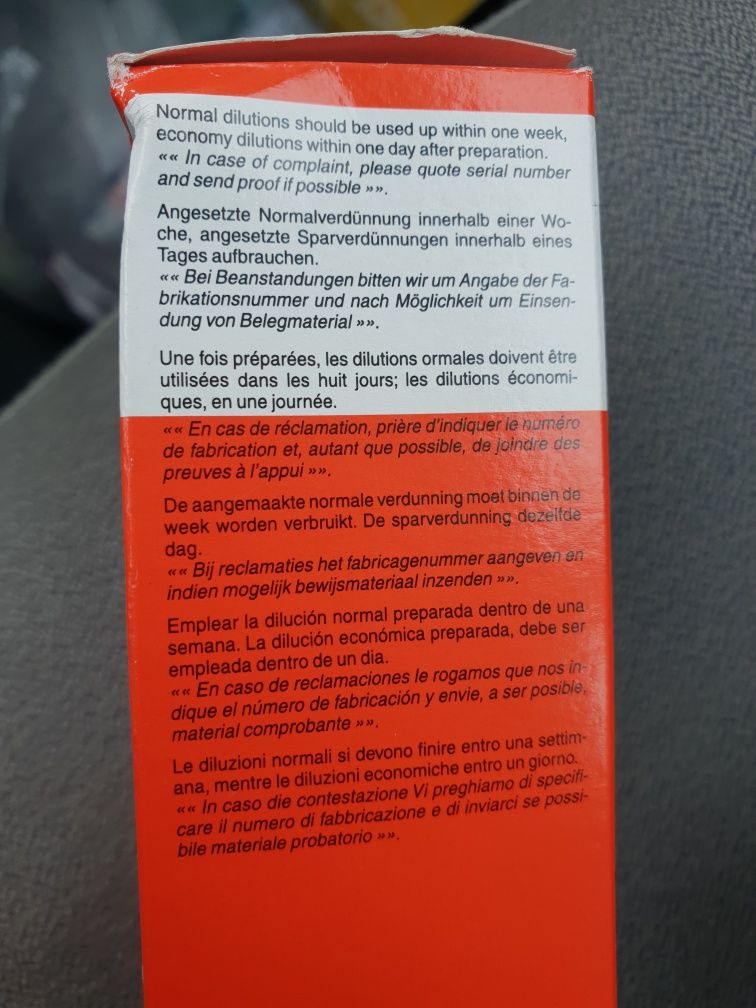 Normal dilutions should be used up within one week,
economy dilutions within one day after preparation.
«« In case of complaint, please quote serial number
and send proof if possible »».
Angesetzte Normalverdünnung innerhalb einer Wo-
che, angesetzte Sparverdünnungen innerhalb eines
Tages aufbrauchen.
«« Bei Beanstandungen bitten wir um Angabe der Fa-
brikationsnummer und nach Möglichkeit um Einsen-
dung von Belegmaterial »».
Une fois préparées, les dilutions ormales doivent être
utilisées dans les huit jours; les dilutions économi-
ques, en une journée.
«« En cas de réclamation, prière d'indiquer le numéro
de fabrication et, autant que possible, de joindre des
preuves à l'appui »».
De aangemaakte normale verdunning moet binnen de
week worden verbruikt. De sparverdunning dezelfde
dag.
«« Bij reclamaties het fabricagenummer aangeven en
indien mogelijk bewijsmateriaal inzenden »».
Emplear la dilución normal preparada dentro de una
semana. La dilución económica preparada, debe ser
empleada dentro de un dia.
«« En caso de reclamaciones le rogamos que nos in-
dique el número de fabricación y envie, a ser posible,
material comprobante »».
Le diluzioni normali si devono finire entro una settim-
ana, mentre le diluzioni economiche entro un giorno.
«« In caso die contestazione Vi preghiamo di specifi-
care il numero di fabbricazione e di inviarci se possi-
bile materiale probatorio »».